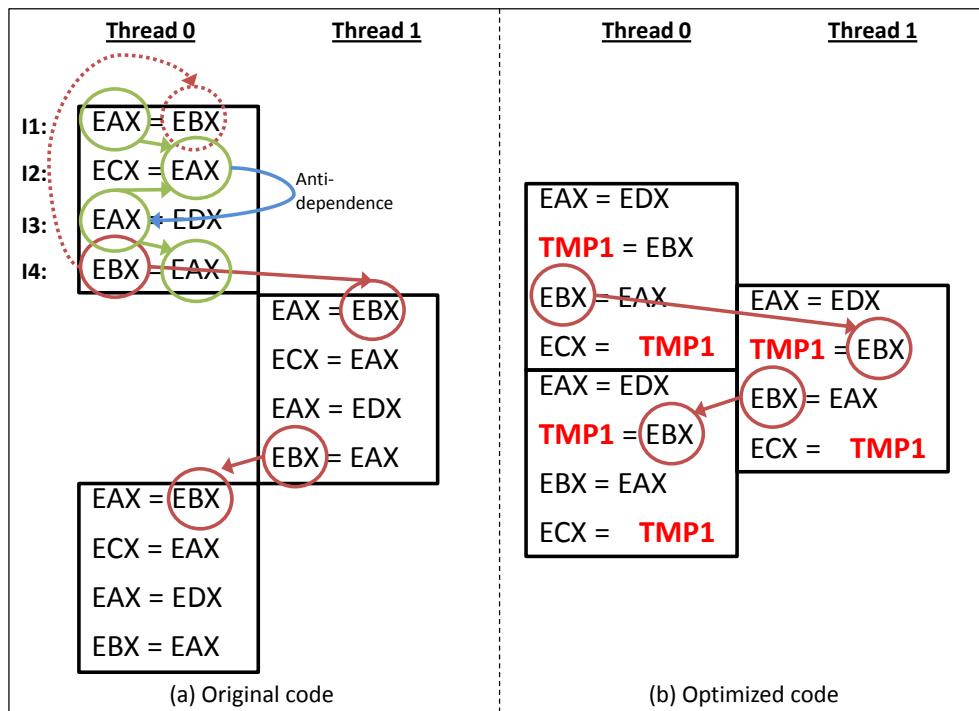 Thread 0
Thread 1
I1:
EAX = EBX
I2:
ECX = EAX
I3:
EAX = EDX
I4:
EBX = EAX
Anti-
dependence
EAX = EBX
ECX = EAX
EAX = EDX
EBX = EAX
EAX = EBX
ECX = EAX
EAX = EDX
EBX = EAX
(a) Original code
Thread 0
Thread 1
EAX = EDX
TMP1 = EBX
EBX = EAX
ECX = TMP1
EAX = EDX
TMP1 = EBX
EBX = EAX
ECX = TMP1
EAX = EDX
TMP1 = EBX
EBX = EAX
ECX = TMP1
(b) Optimized code